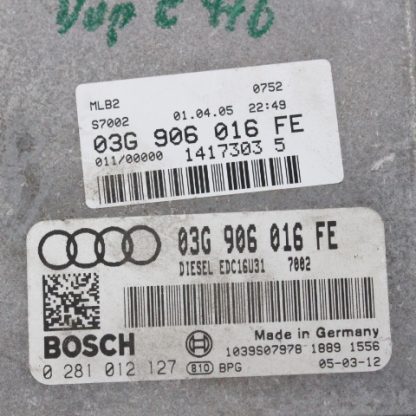 MLB2 0752
S7002 01.04.05 22:49
03G 906 016 FE
011/00000 1417303 5
03G 906 016 FE
DIESEL EDC16U31 7002
BOSCH Made in Germany
1039S07978 1889 1556
0 281 012 127 810 BPG 05-03-12